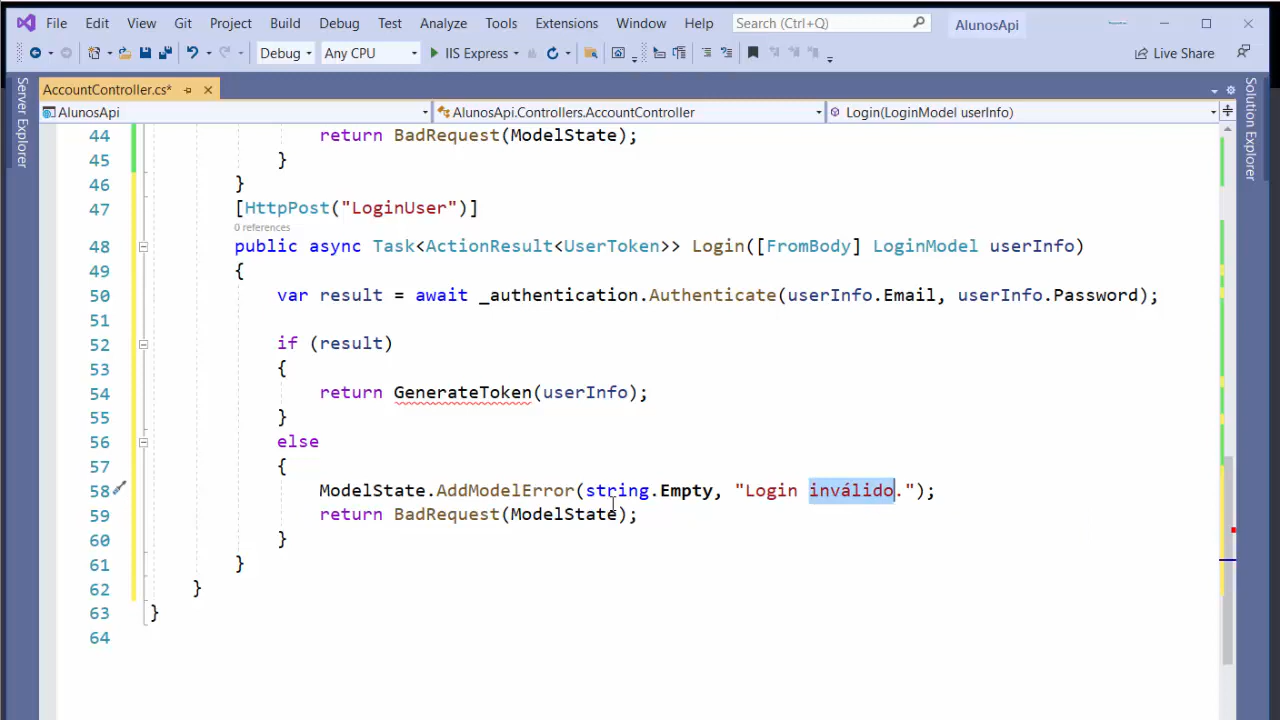 File Edit View Git Project Build Debug Test Analyze Tools Extensions Window Help Search (Ctrl+Q) AlunosApi
Debug Any CPU IIS Express Live Share
Server Explorer
AccountController.cs*
Solution Explorer
AlunosApi AlunosApi.Controllers.AccountController Login(LoginModel userInfo)
44 return BadRequest(ModelState);
45 }
46 }
47 [HttpPost("LoginUser")]
0 references
48 public async Task<ActionResult<UserToken>> Login([FromBody] LoginModel userInfo)
49 {
50 var result = await _authentication.Authenticate(userInfo.Email, userInfo.Password);
51
52 if (result)
53 {
54 return GenerateToken(userInfo);
55 }
56 else
57 {
58 ModelState.AddModelError(string.Empty, "Login inválido.");
59 return BadRequest(ModelState);
60 }
61 }
62 }
63 }
64